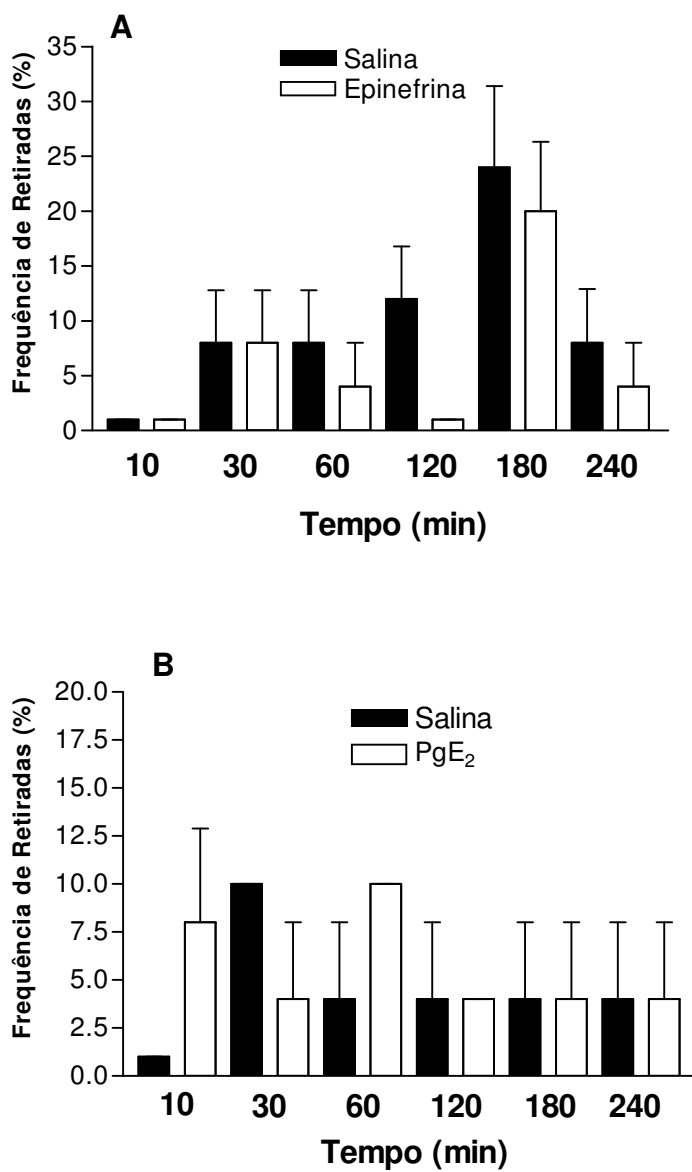 A
Salina
Epinefrina
Frequência de Retiradas (%)
35
30
25
20
15
10
5
0
10 30 60 120 180 240
Tempo (min)
B
Salina
PgE₂
Frequência de Retiradas (%)
20.0
17.5
15.0
12.5
10.0
7.5
5.0
2.5
0.0
10 30 60 120 180 240
Tempo (min)